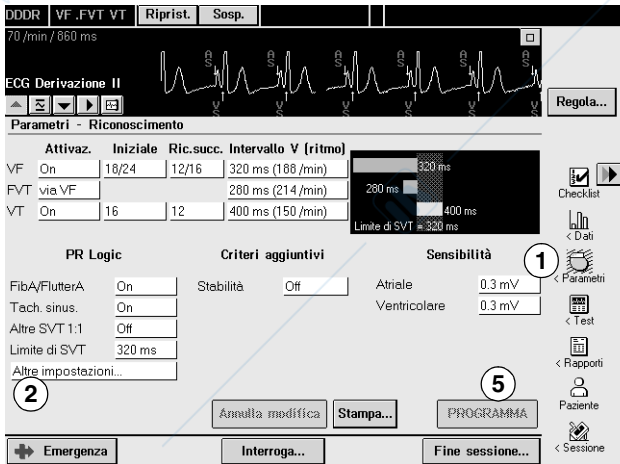 DDDR VF .FVT VT Riprist. Sosp.
70 /min / 860 ms
A S A S A S A S A S
ECG Derivazione II
V S V S V S V S V S
Regola...
Parametri - Riconoscimento
Attivaz. Iniziale Ric.succ. Intervallo V (ritmo)
VF On 18/24 12/16 320 ms (188 /min)
FVT via VF 280 ms (214 /min)
VT On 16 12 400 ms (150 /min)
320 ms
280 ms
400 ms
Limite di SVT = 320 ms
Checklist
< Dati
1
< Parametri
< Test
< Rapporti
Paziente
< Sessione
PR Logic Criteri aggiuntivi Sensibilità
FibA/FlutterA On Stabilità Off Atriale 0.3 mV
Tach. sinus. On Ventricolare 0.3 mV
Altre SVT 1:1 Off
Limite di SVT 320 ms
Altre impostazioni...
2
5
Annulla modifica Stampa... PROGRAMMA
Emergenza Interroga... Fine sessione...